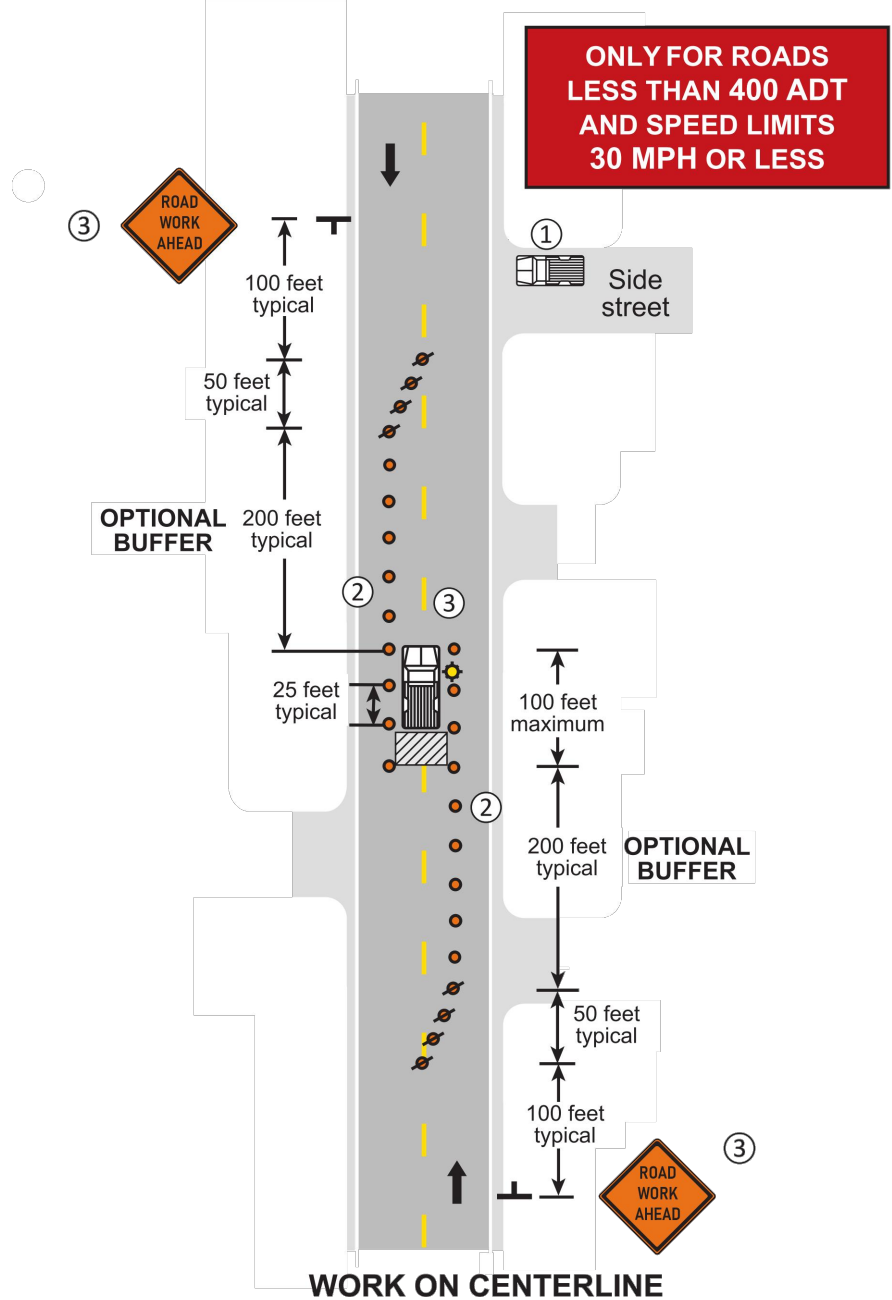 ONLY FOR ROADS
LESS THAN 400 ADT
AND SPEED LIMITS
30 MPH OR LESS
ROAD
WORK
AHEAD
3
1
Side
street
100 feet
typical
50 feet
typical
OPTIONAL
BUFFER
200 feet
typical
2
3
25 feet
typical
100 feet
maximum
2
200 feet
typical
OPTIONAL
BUFFER
50 feet
typical
100 feet
typical
3
ROAD
WORK
AHEAD
WORK ON CENTERLINE